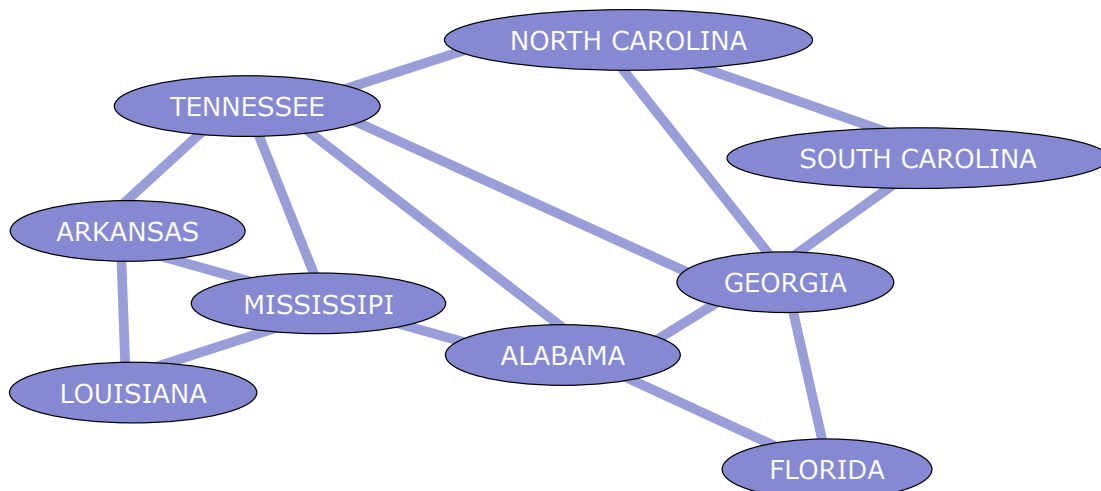 NORTH CAROLINA
TENNESSEE
SOUTH CAROLINA
ARKANSAS
GEORGIA
MISSISSIPI
ALABAMA
LOUISIANA
FLORIDA